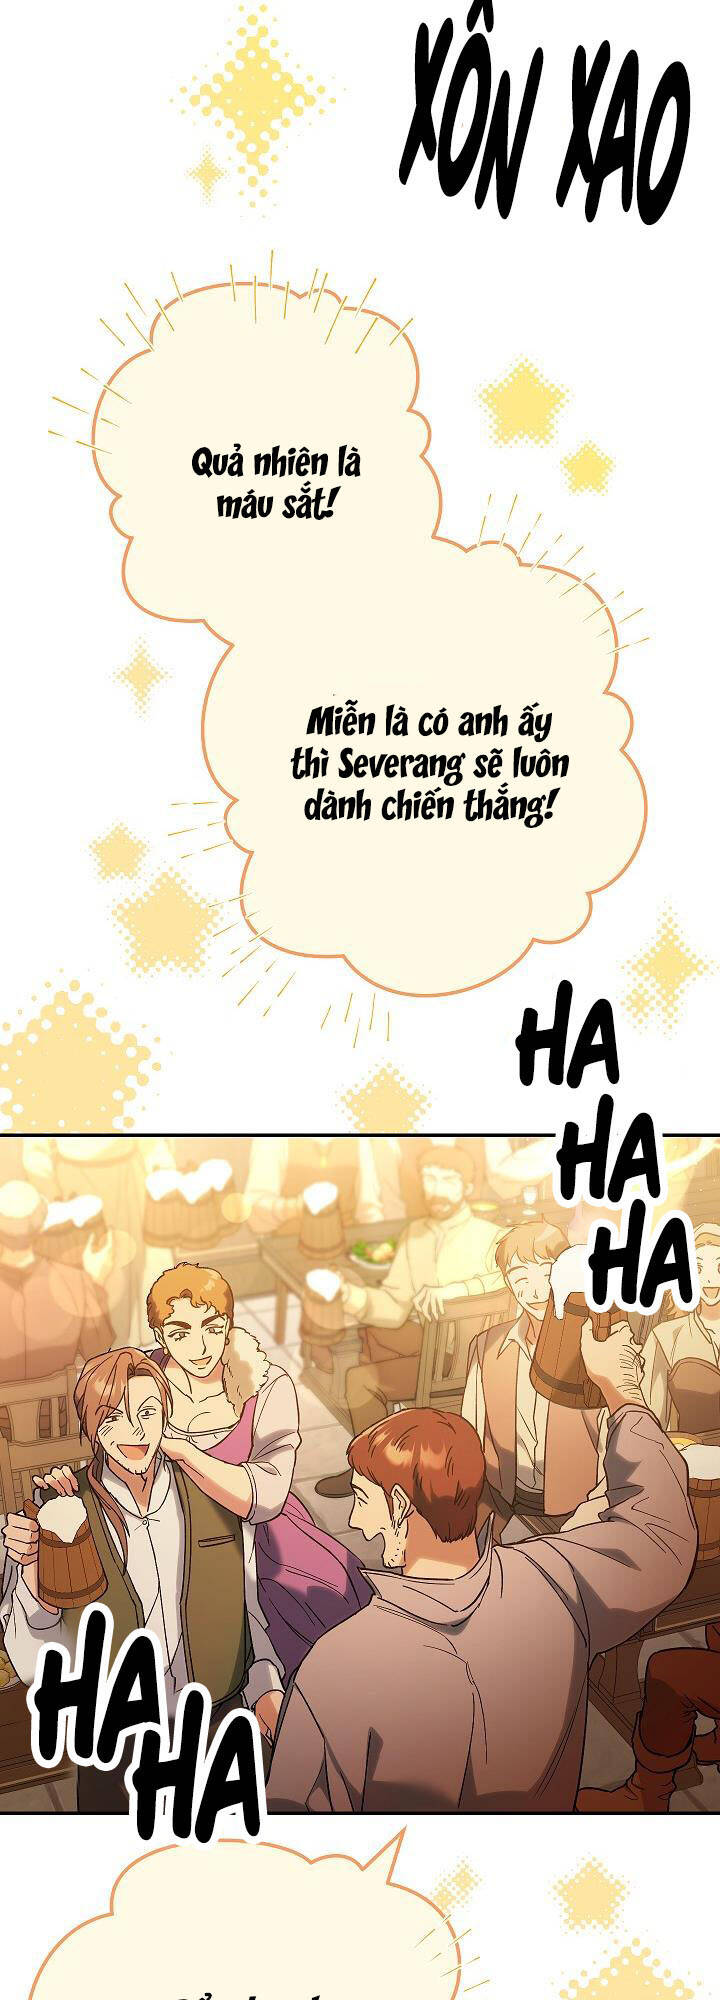 XÔN XAO
Quả nhiên là
máu sắt!
Miễn là có anh ấy
thì Severang sẽ luôn
dành chiến thắng!
HA
HA
HA
HA
HA